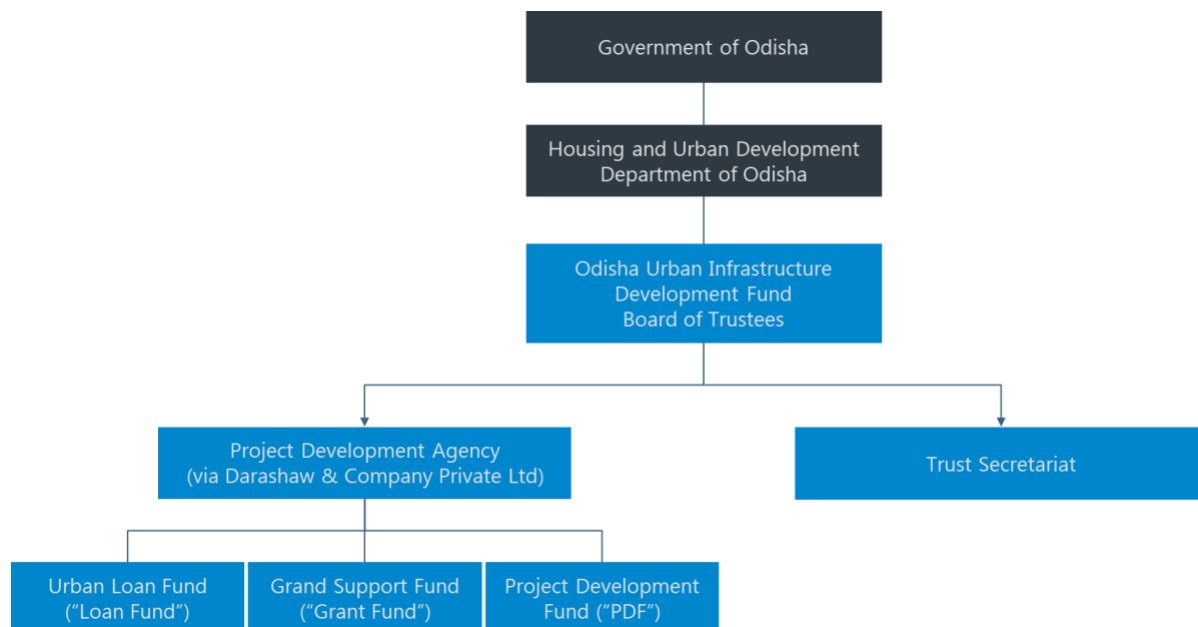 Government of Odisha
Housing and Urban Development
Department of Odisha
Odisha Urban Infrastructure
Development Fund
Board of Trustees
Project Development Agency
(via Darashaw & Company Private Ltd)
Trust Secretariat
Urban Loan Fund
(“Loan Fund”)
Grand Support Fund
(“Grant Fund”)
Project Development
Fund (“PDF”)